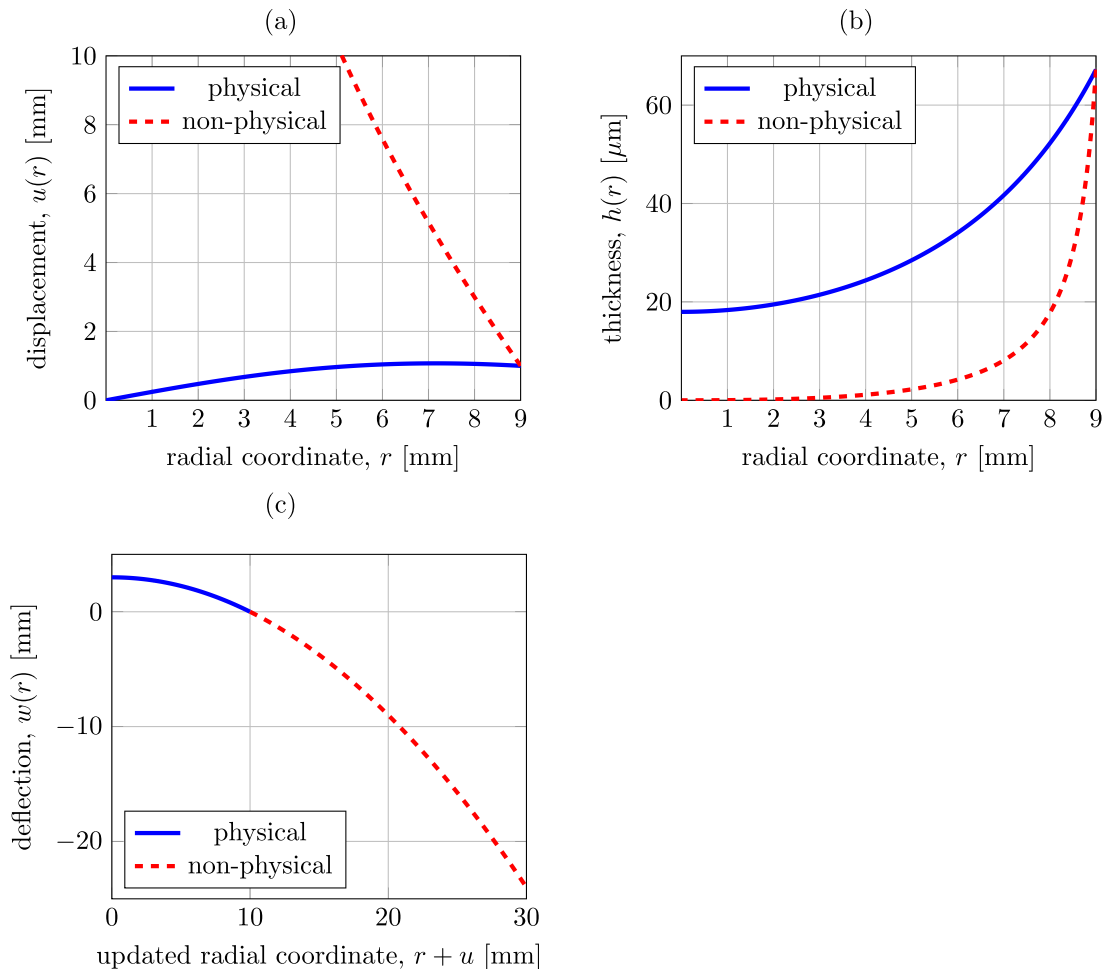 (a)
10
8
6
4
2
0
displacement, u(r) [mm]
physical
non-physical
1 2 3 4 5 6 7 8 9
radial coordinate, r [mm]
(b)
60
40
20
0
thickness, h(r) [μm]
physical
non-physical
1 2 3 4 5 6 7 8 9
radial coordinate, r [mm]
(c)
0
−10
−20
deflection, w(r) [mm]
physical
non-physical
0 10 20 30
updated radial coordinate, r + u [mm]